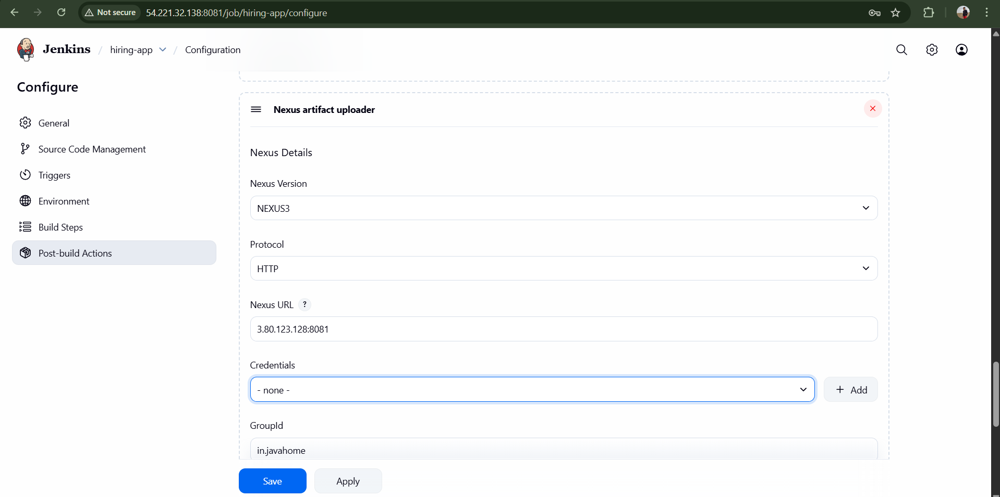 Not secure 54.221.32.138:8081/job/hiring-app/configure
Jenkins / hiring-app / Configuration
Configure
General
Source Code Management
Triggers
Environment
Build Steps
Post-build Actions
Nexus artifact uploader
Nexus Details
Nexus Version
NEXUS3
Protocol
HTTP
Nexus URL ?
3.80.123.128:8081
Credentials
- none -
+ Add
GroupId
in.javahome
Save Apply